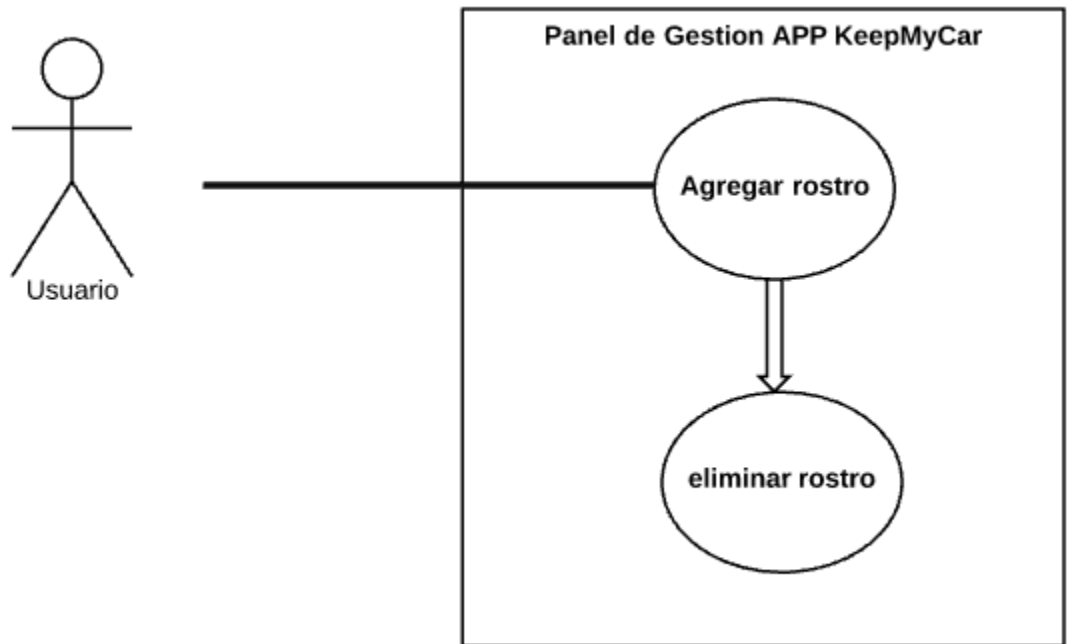 Panel de Gestion APP KeepMyCar
Agregar rostro
Usuario
eliminar rostro